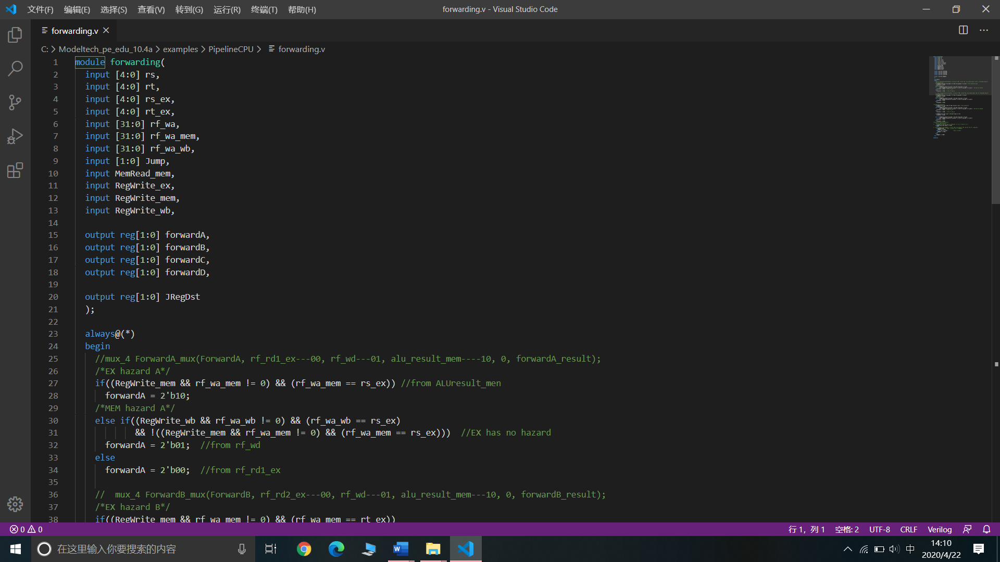 文件(F) 编辑(E) 选择(S) 查看(V) 转到(G) 运行(R) 终端(T) 帮助(H) forwarding.v - Visual Studio Code
forwarding.v
C: > Modeltech_pe_edu_10.4a > examples > PipelineCPU > forwarding.v
1 module forwarding(
2 input [4:0] rs,
3 input [4:0] rt,
4 input [4:0] rs_ex,
5 input [4:0] rt_ex,
6 input [31:0] rf_wa,
7 input [31:0] rf_wa_mem,
8 input [31:0] rf_wa_wb,
9 input [1:0] Jump,
10 input MemRead_mem,
11 input RegWrite_ex,
12 input RegWrite_mem,
13 input RegWrite_wb,
14
15 output reg[1:0] forwardA,
16 output reg[1:0] forwardB,
17 output reg[1:0] forwardC,
18 output reg[1:0] forwardD,
19
20 output reg[1:0] JRegDst
21 );
22
23 always@(*)
24 begin
25 //mux_4 ForwardA_mux(ForwardA, rf_rd1_ex---00, rf_wd---01, alu_result_mem----10, 0, forwardA_result);
26 /*EX hazard A*/
27 if((RegWrite_mem && rf_wa_mem != 0) && (rf_wa_mem == rs_ex)) //from ALUresult_men
28 forwardA = 2'b10;
29 /*MEM hazard A*/
30 else if((RegWrite_wb && rf_wa_wb != 0) && (rf_wa_wb == rs_ex)
31 && !((RegWrite_mem && rf_wa_mem != 0) && (rf_wa_mem == rs_ex))) //EX has no hazard
32 forwardA = 2'b01; //from rf_wd
33 else
34 forwardA = 2'b00; //from rf_rd1_ex
35
36 // mux_4 ForwardB_mux(ForwardB, rf_rd2_ex---00, rf_wd---01, alu_result_mem---10, 0, forwardB_result);
37 /*EX hazard B*/
38 if((RegWrite_mem && rf_wa_mem != 0) && (rf_wa_mem == rt_ex))
0 0 行 1，列 1 空格: 2 UTF-8 CRLF Verilog
在这里输入你要搜索的内容 中 14:10
2020/4/22